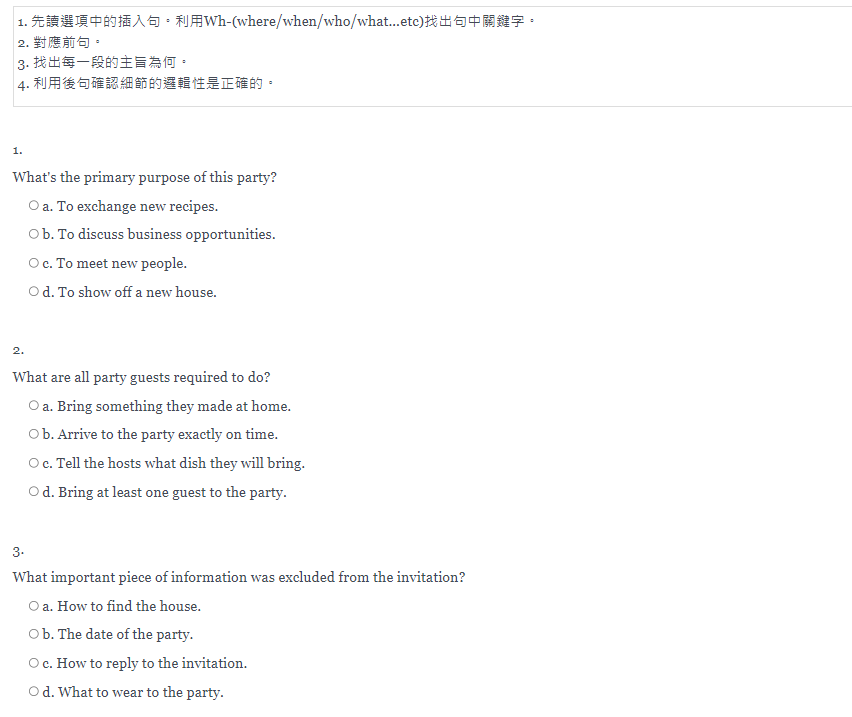 1. 先讀選項中的插入句。利用Wh-(where/when/who/what...etc)找出句中關鍵字。
2. 對應前句。
3. 找出每一段的主旨為何。
4. 利用後句確認細節的邏輯性是正確的。
1.
What's the primary purpose of this party?
a. To exchange new recipes.
b. To discuss business opportunities.
c. To meet new people.
d. To show off a new house.
2.
What are all party guests required to do?
a. Bring something they made at home.
b. Arrive to the party exactly on time.
c. Tell the hosts what dish they will bring.
d. Bring at least one guest to the party.
3.
What important piece of information was excluded from the invitation?
a. How to find the house.
b. The date of the party.
c. How to reply to the invitation.
d. What to wear to the party.